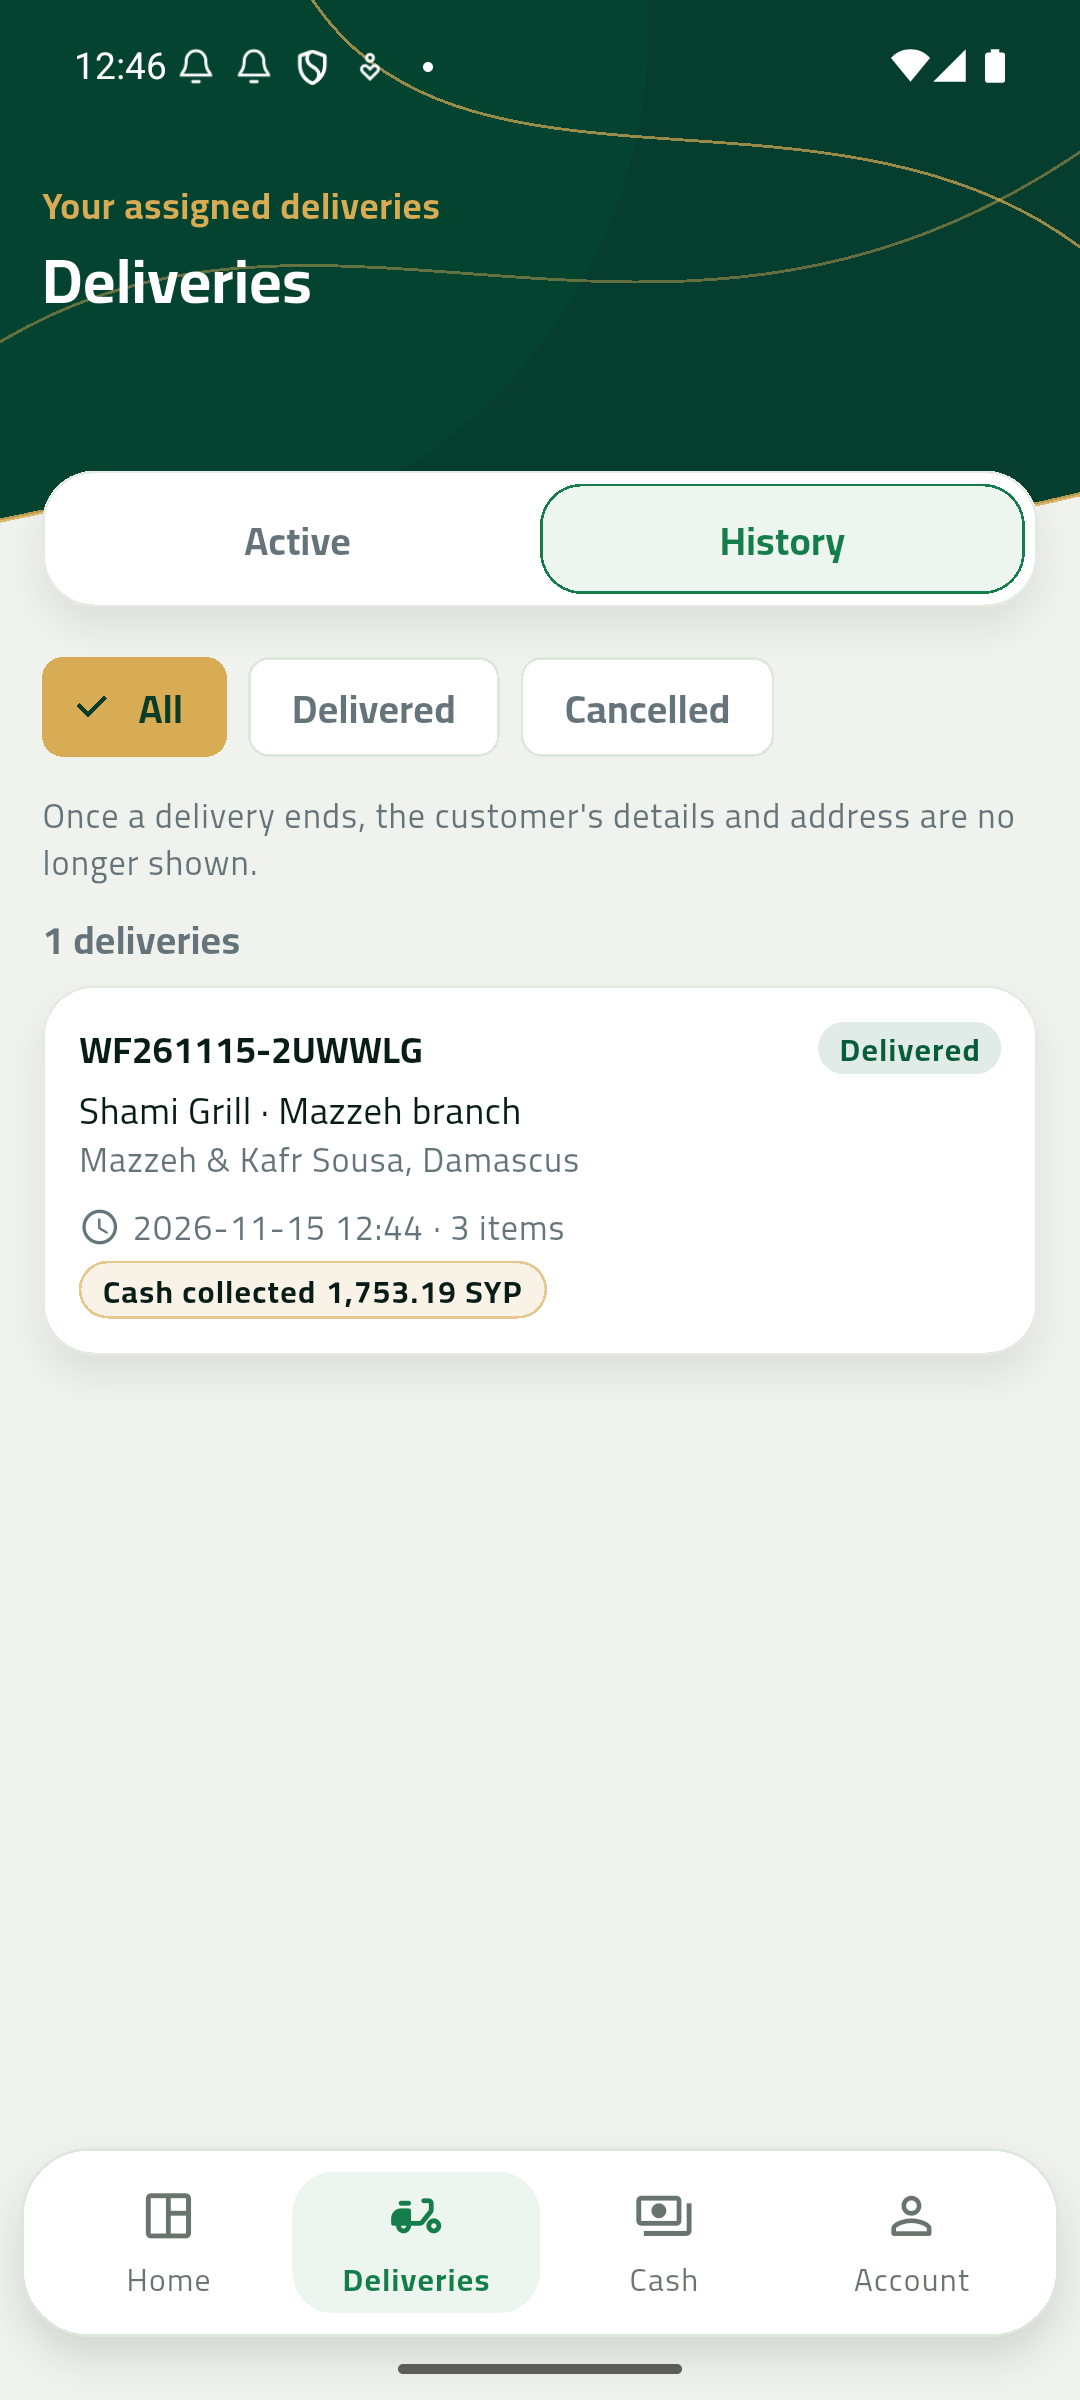 12:46
Your assigned deliveries
Deliveries
Active
History
All
Delivered
Cancelled
Once a delivery ends, the customer's details and address are no
longer shown.
1 deliveries
WF261115-2UWWLG
Delivered
Shami Grill · Mazzeh branch
Mazzeh & Kafr Sousa, Damascus
2026-11-15 12:44 · 3 items
Cash collected 1,753.19 SYP
Home
Deliveries
Cash
Account